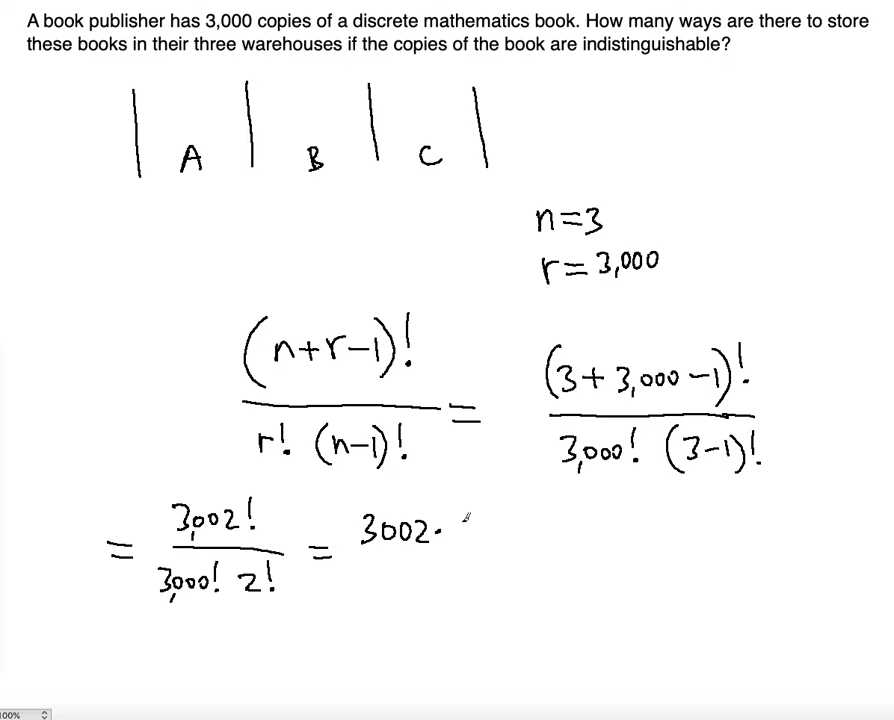 A book publisher has 3,000 copies of a discrete mathematics book. How many ways are there to store
these books in their three warehouses if the copies of the book are indistinguishable?
| A | B | C |
n=3
r= 3,000
(n+r-1)! / r! (n-1)! = (3+3,000-1)! / 3,000! (3-1)!
= 3,002! / 3,000! 2! = 3002·
100%